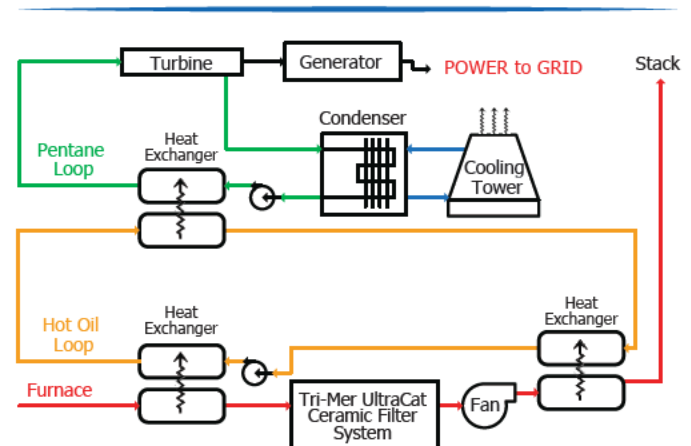 Turbine
Generator
POWER to GRID
Stack
Condenser
Heat
Exchanger
Pentane
Loop
Cooling
Tower
Hot Oil
Loop
Heat
Exchanger
Heat
Exchanger
Furnace
Tri-Mer UltraCat
Ceramic Filter
System
Fan